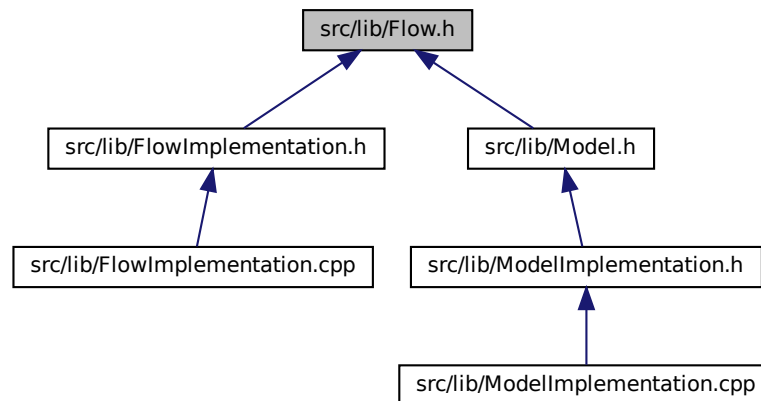 src/lib/Flow.h
src/lib/FlowImplementation.h
src/lib/Model.h
src/lib/FlowImplementation.cpp
src/lib/ModelImplementation.h
src/lib/ModelImplementation.cpp